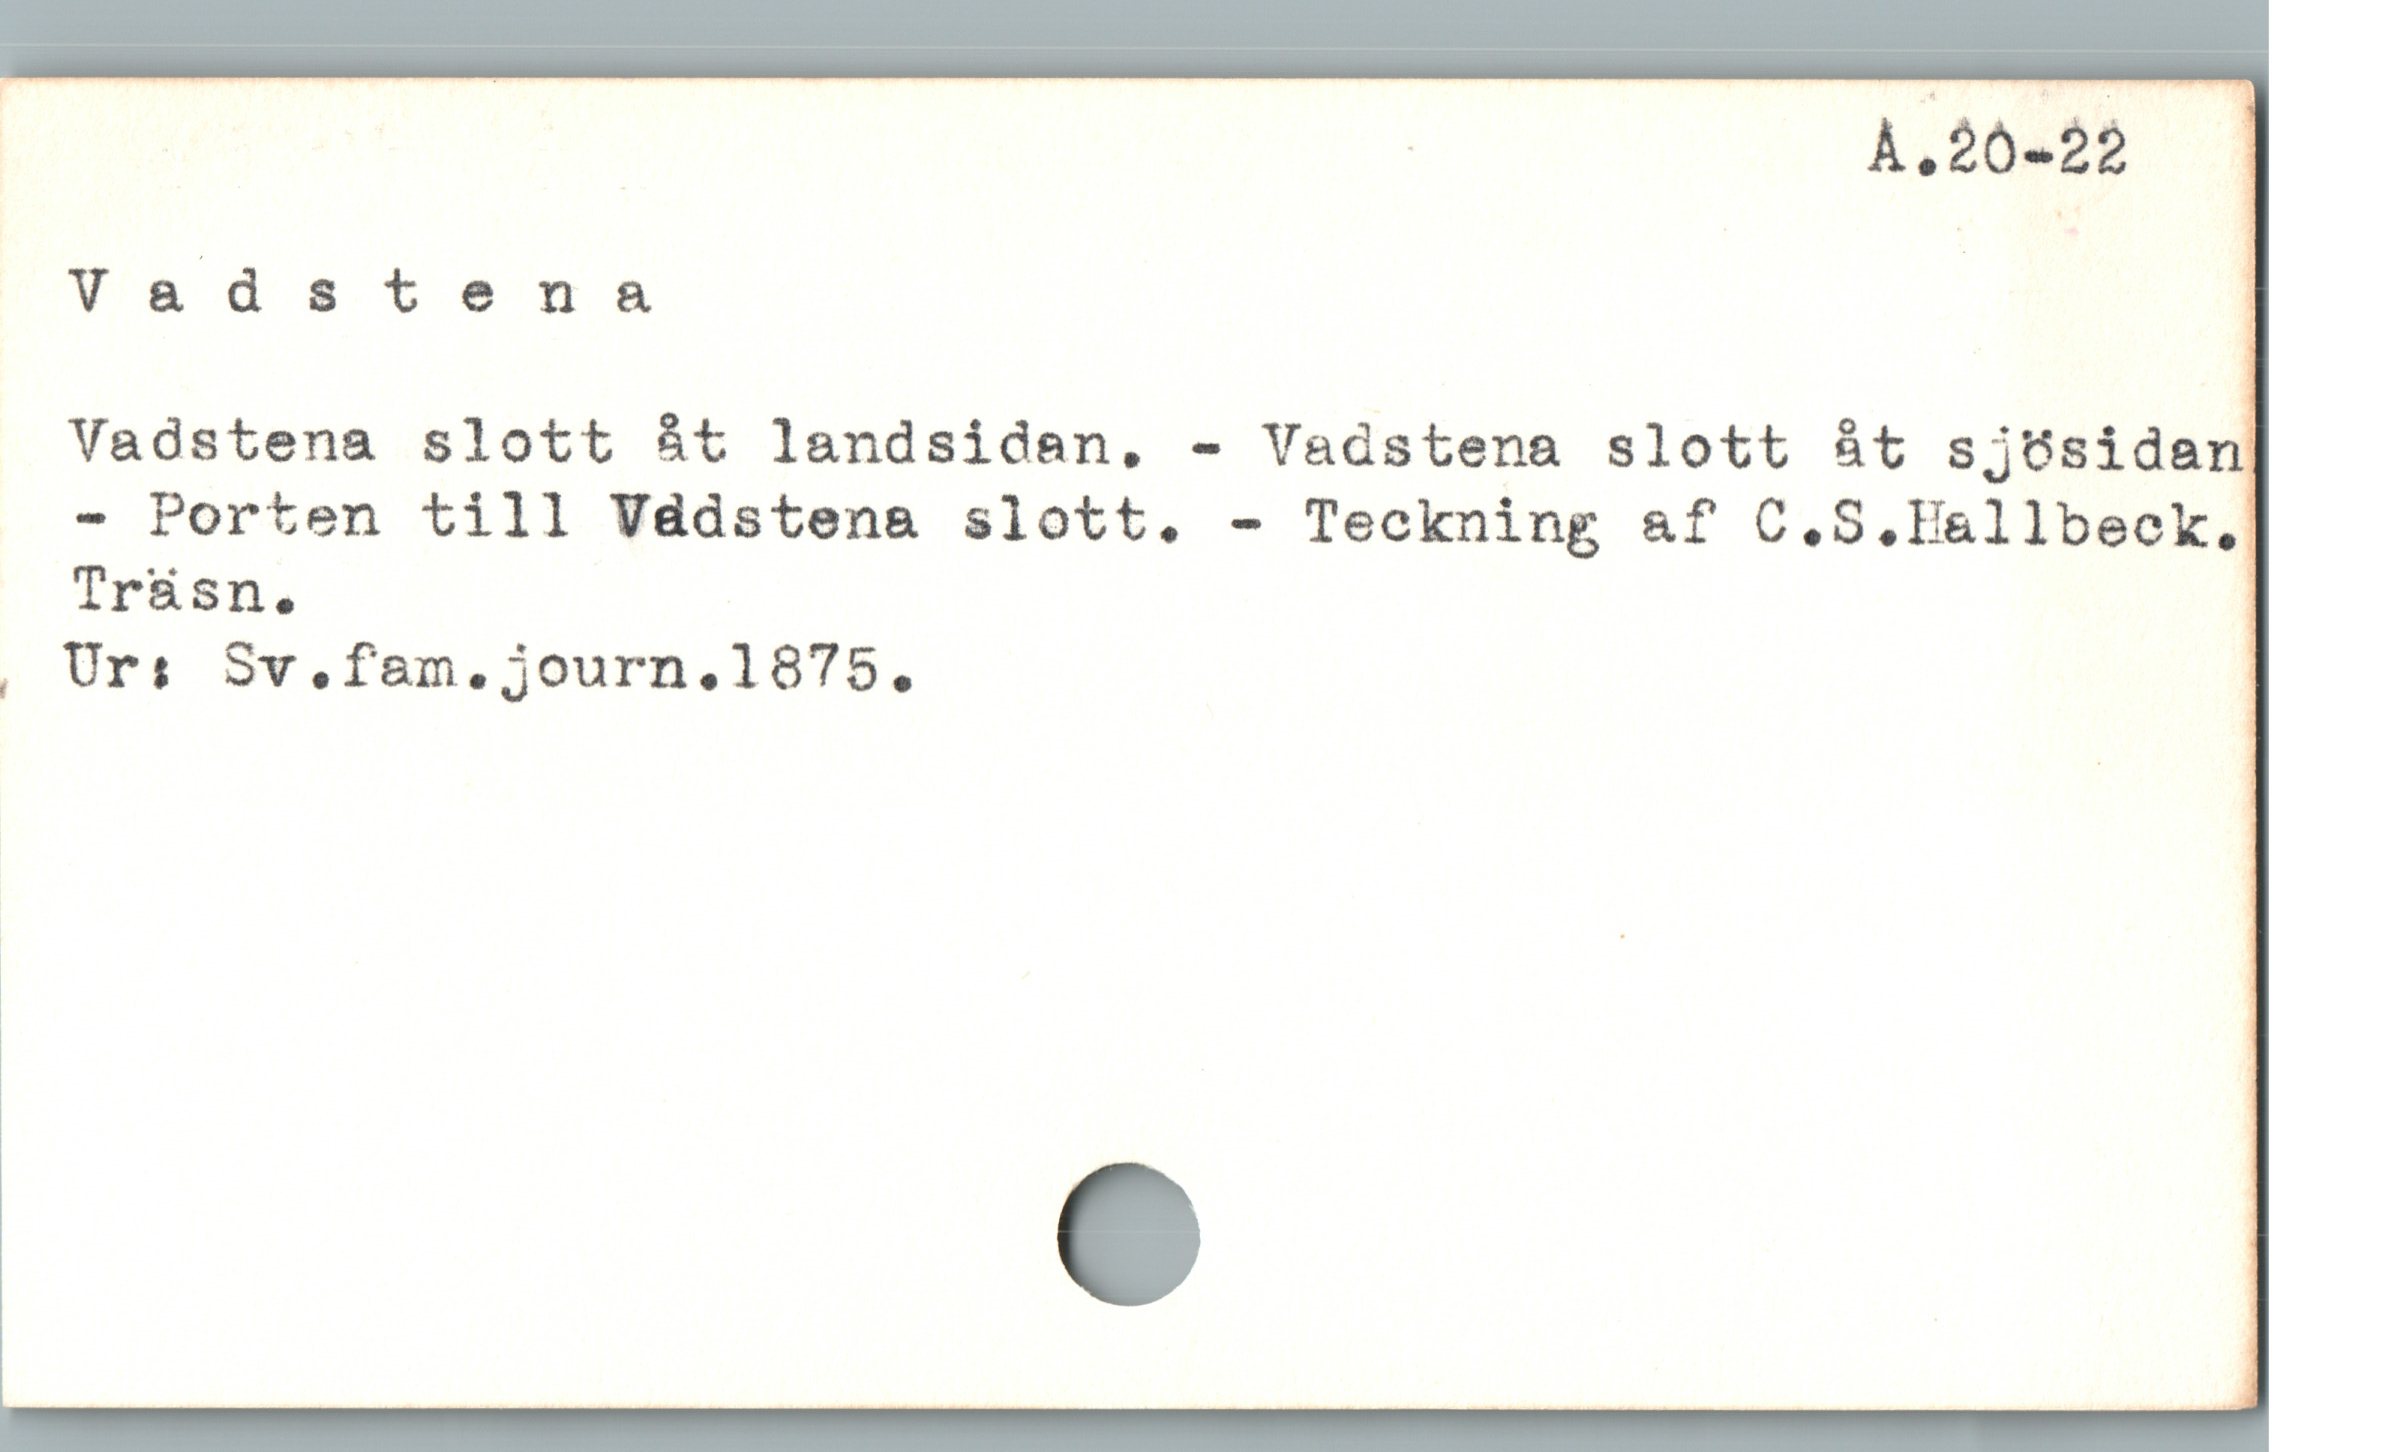 A.20-22
V a d s t e n a
Vadstena slott åt landsidan. - Vadstena slott åt sjösidan.
- Porten till Vadstena slott. - Teckning af C.S.Hallbeck.
Träsn.
Ur: Sv.fam.journ.1875.